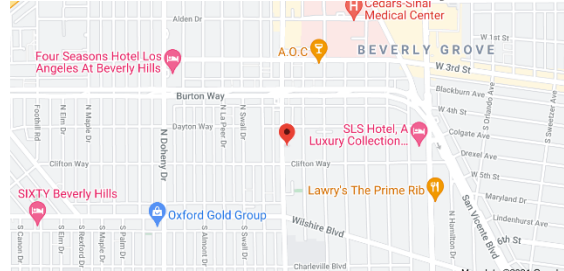 Cedars-Sinai
Medical Center
Alden Dr
W 1st St
BEVERLY GROVE
A.O.C
Four Seasons Hotel Los
Angeles At Beverly Hills
W 3rd St
Blackburn Ave
Burton Way
W 4th St
S Orlando Ave
S Sweetzer Ave
Foothill Rd
N Elm Dr
N Maple Dr
N Doheny Dr
N La Peer Dr
N Swall Dr
Dayton Way
SLS Hotel, A
Luxury Collection...
Colgate Ave
Drexel Ave
Clifton Way
Clifton Way
W 5th St
SIXTY Beverly Hills
Lawry's The Prime Rib
Maryland Dr
Oxford Gold Group
Wilshire Blvd
San Vicente Blvd
Lindenhurst Ave
6th St
N Hamilton Dr
S Canon Dr
S Elm Dr
S Rexford Dr
S Maple Dr
S Palm Dr
S Almont Dr
S Swall Dr
Charleville Blvd